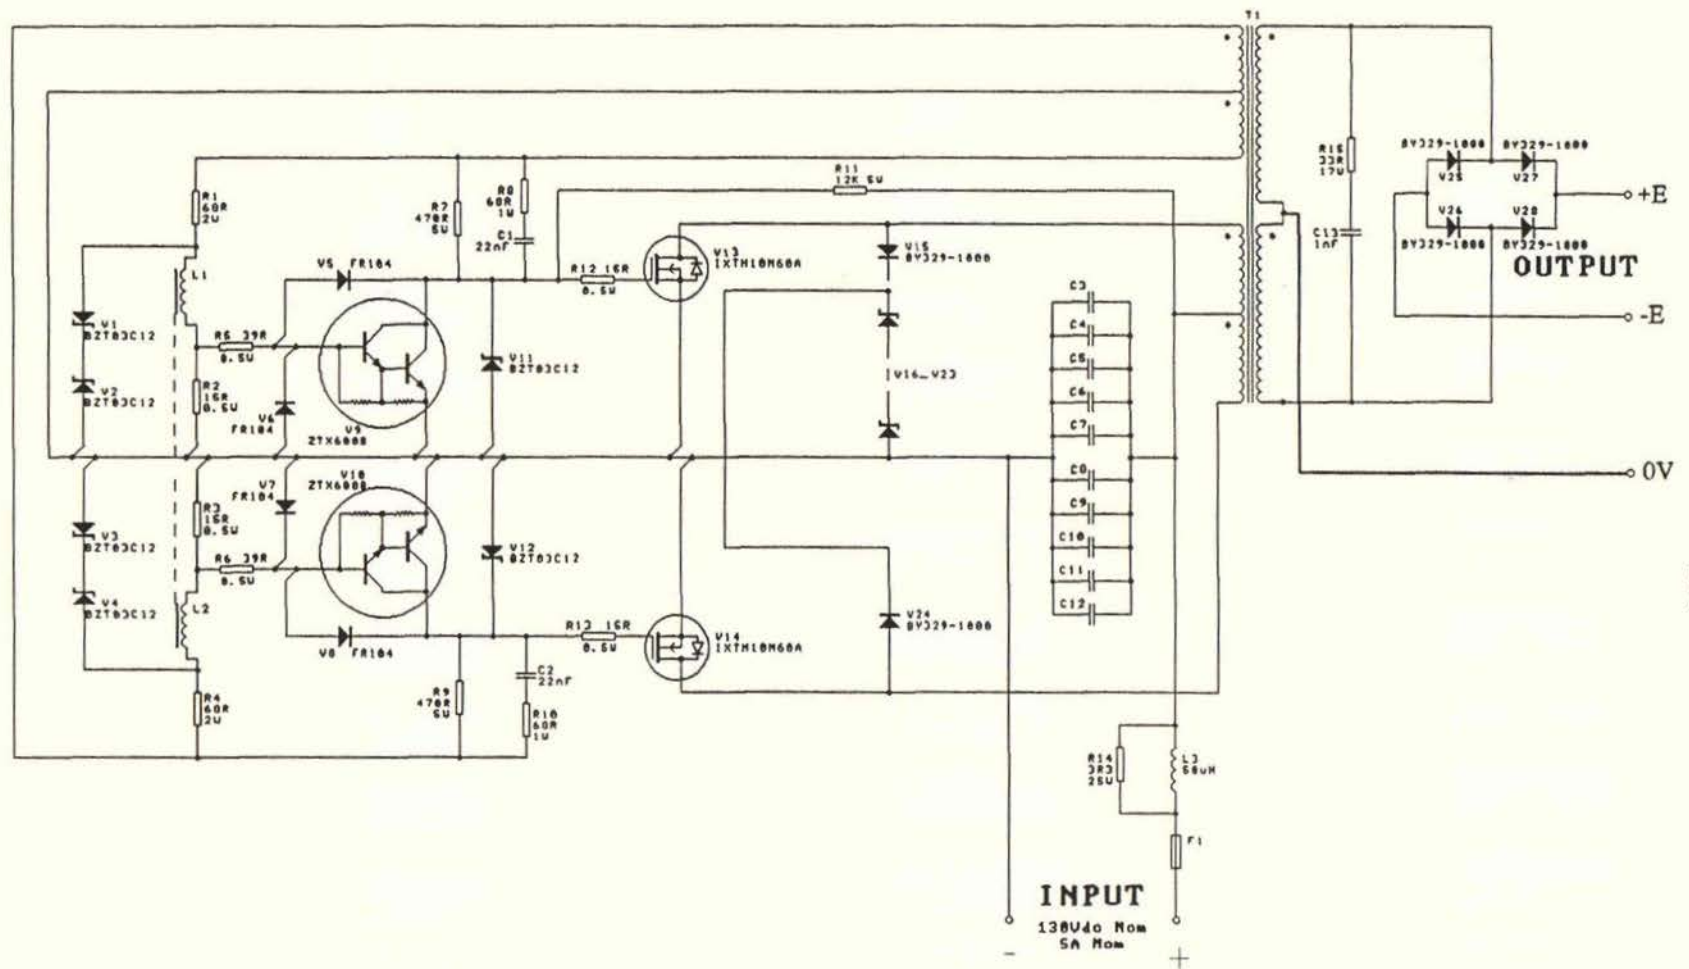 T1
R1
60R
2W
L1
V1
BZT03C12
V2
BZT03C12
R5 39R
0.5W
R2
15R
0.5W
V5 FR104
V6
FR104
V9
ZTX600B
R7
470R
5W
R8
60R
1W
C1
22nF
V11
BZT03C12
R12 15R
0.5W
V13
IXTH10N60A
R11
12K 5W
V15
BY329-1000
V16_V23
C3
C4
C5
C6
C7
C8
C9
C10
C11
C12
R15
33R
17W
C13
1nF
BY329-1000
V25
BY329-1000
V27
V26
BY329-1000
V28
BY329-1000
+E
OUTPUT
-E
0V
V10
ZTX600B
V7
FR104
R3
15R
0.5W
R6 39R
0.5W
V3
BZT03C12
V4
BZT03C12
L2
V12
BZT03C12
V8 FR104
R13 15R
0.5W
V14
IXTH10N60A
V24
BY329-1000
R4
60R
2W
R9
470R
5W
C2
22nF
R10
60R
1W
R14
3R3
25W
L3
50uH
F1
INPUT
130Vdc Nom
5A Nom
-
+